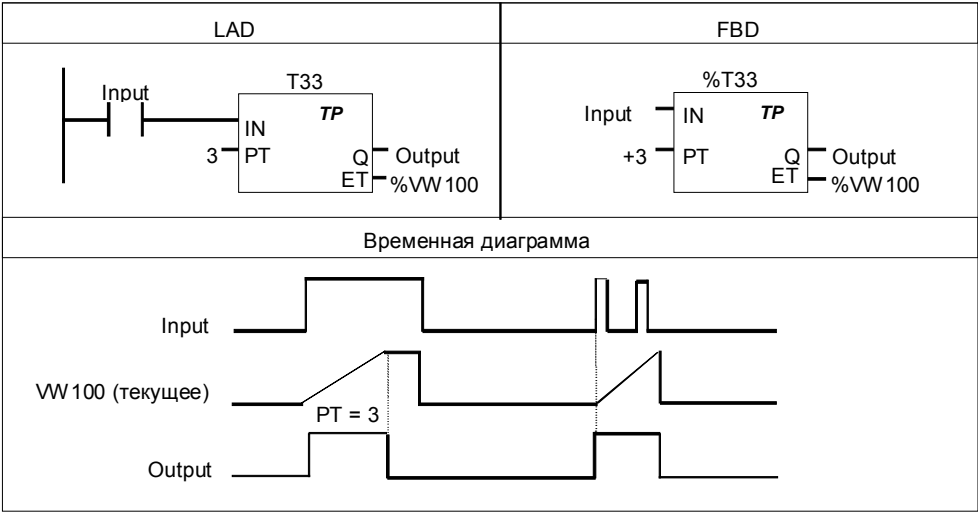 LAD
FBD
Input
T33
TP
IN
3 PT
Q Output
ET %VW100
%T33
Input
IN
TP
+3 PT
Q Output
ET %VW100
Временная диаграмма
Input
VW100 (текущее)
PT = 3
Output